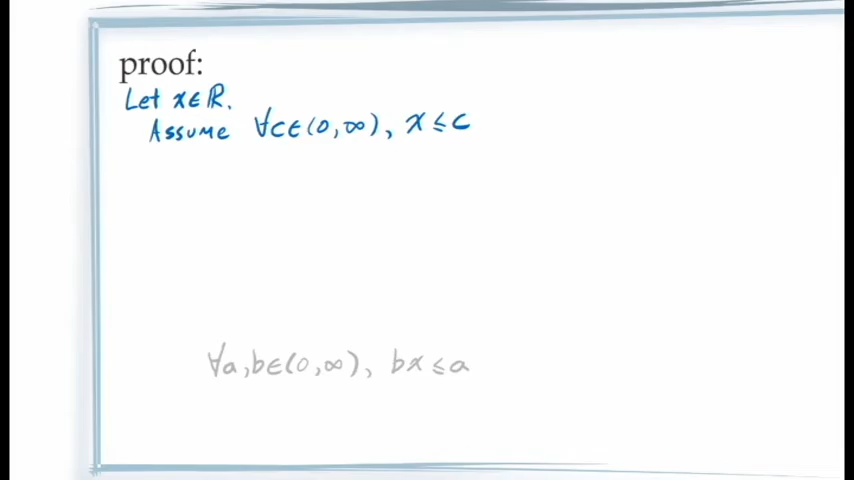 proof:
Let x∈ℝ.
Assume ∀c∈(0,∞), x≤c
∀a,b∈(0,∞), bx≤a